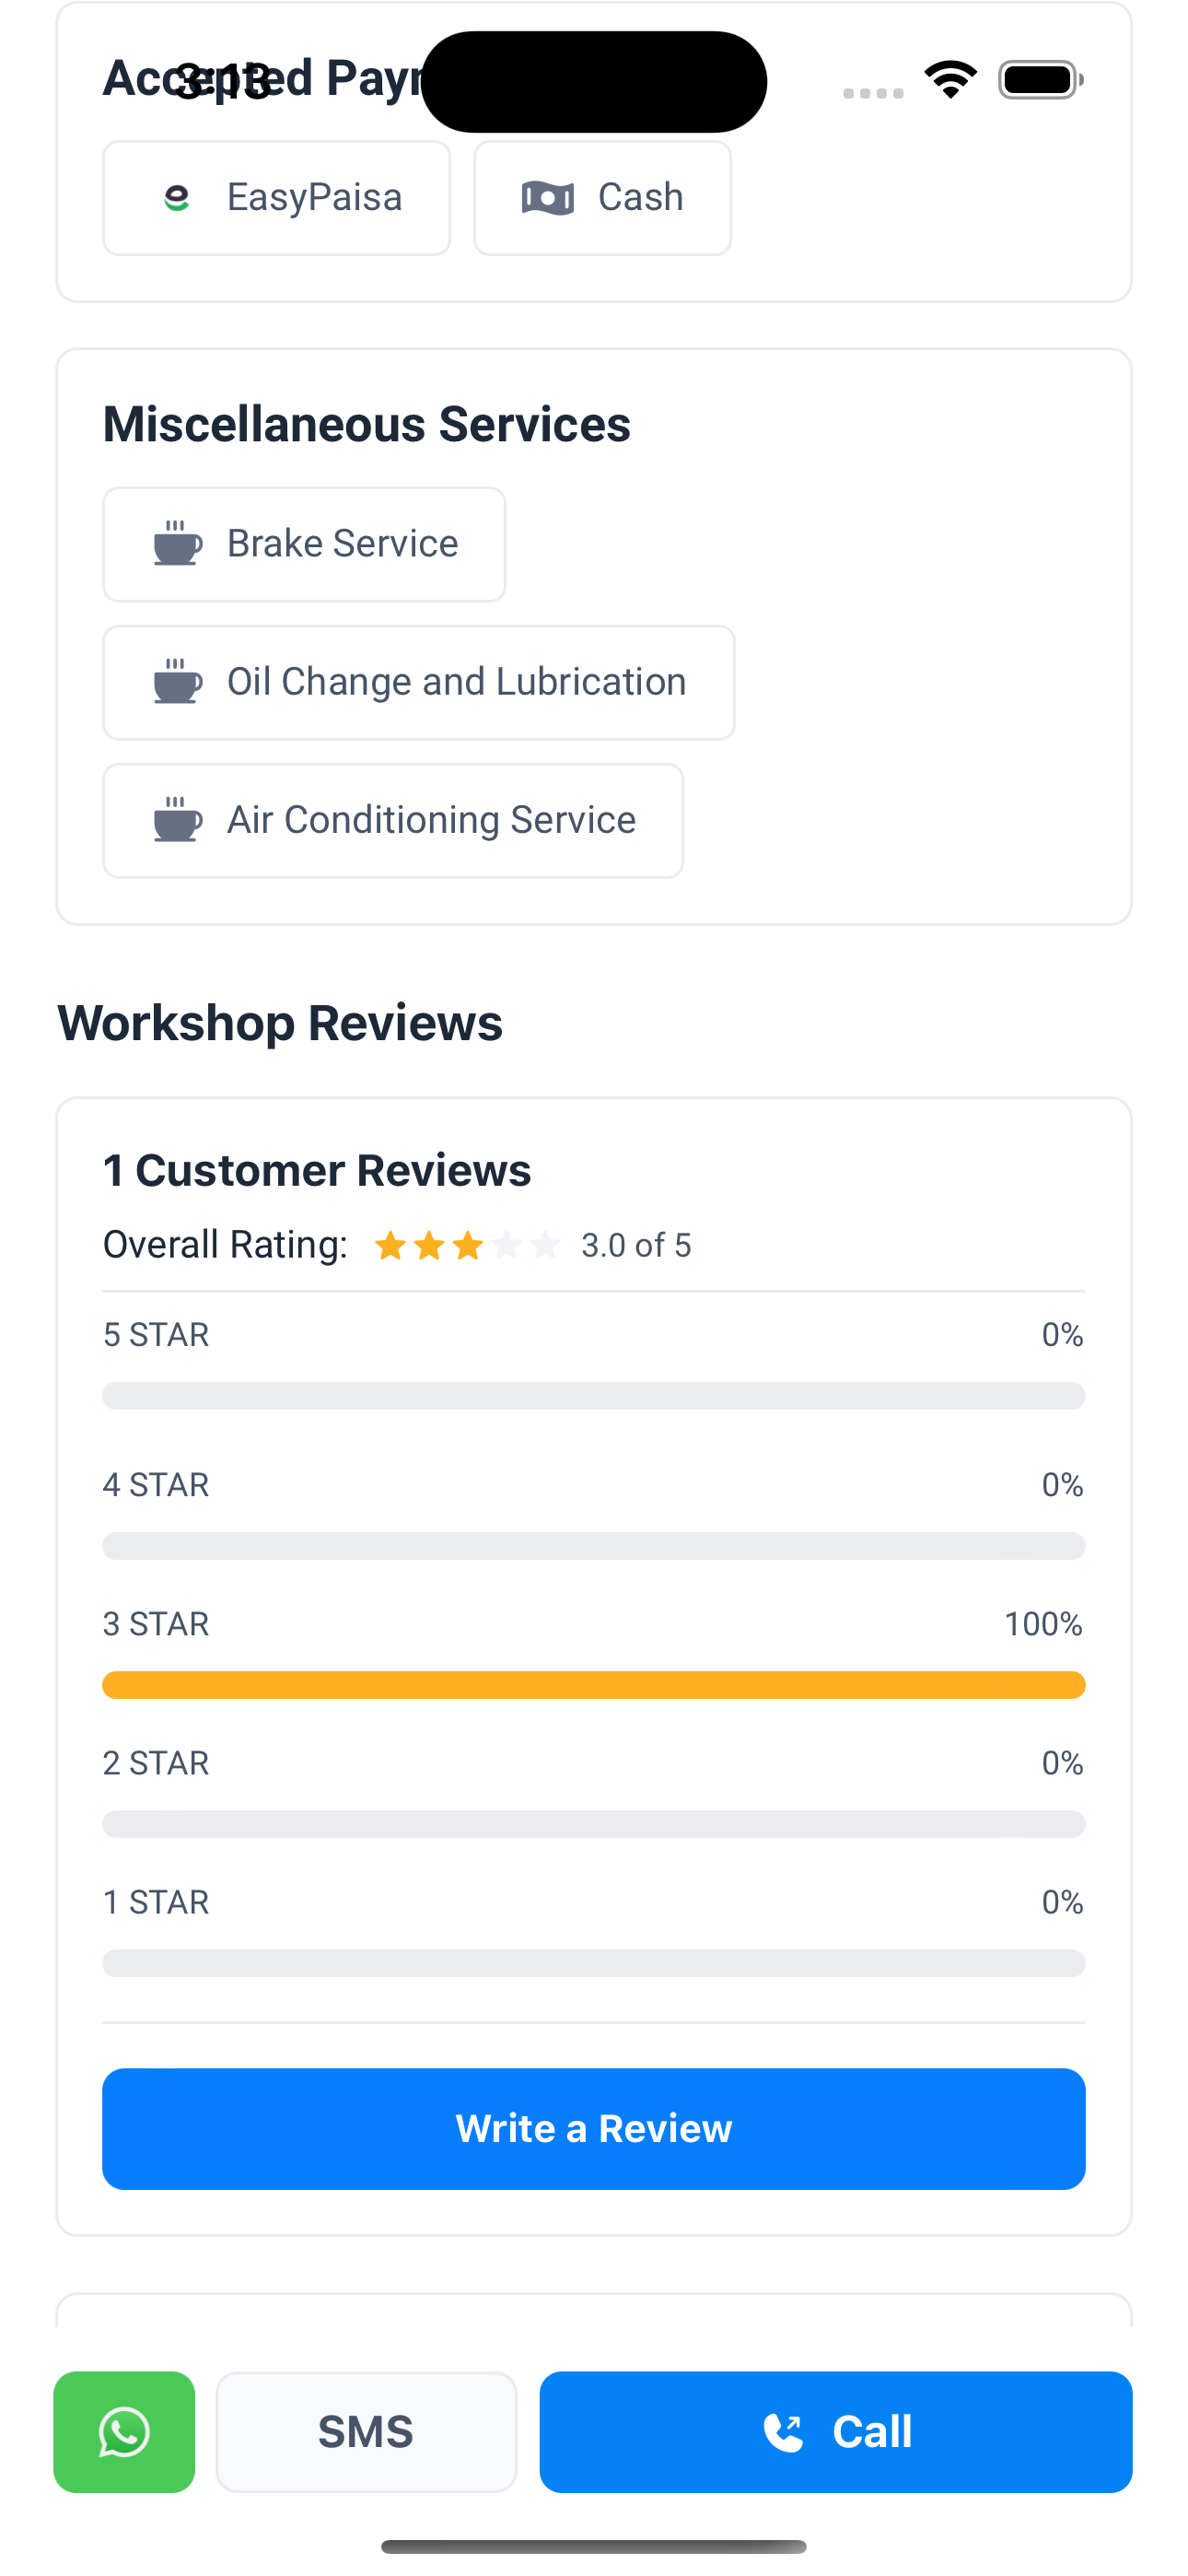 3:13
Accepted
EasyPaisa
Cash
Miscellaneous Services
Brake Service
Oil Change and Lubrication
Air Conditioning Service
Workshop Reviews
1 Customer Reviews
Overall Rating: 3.0 of 5
5 STAR 0%
4 STAR 0%
3 STAR 100%
2 STAR 0%
1 STAR 0%
Write a Review
SMS
Call